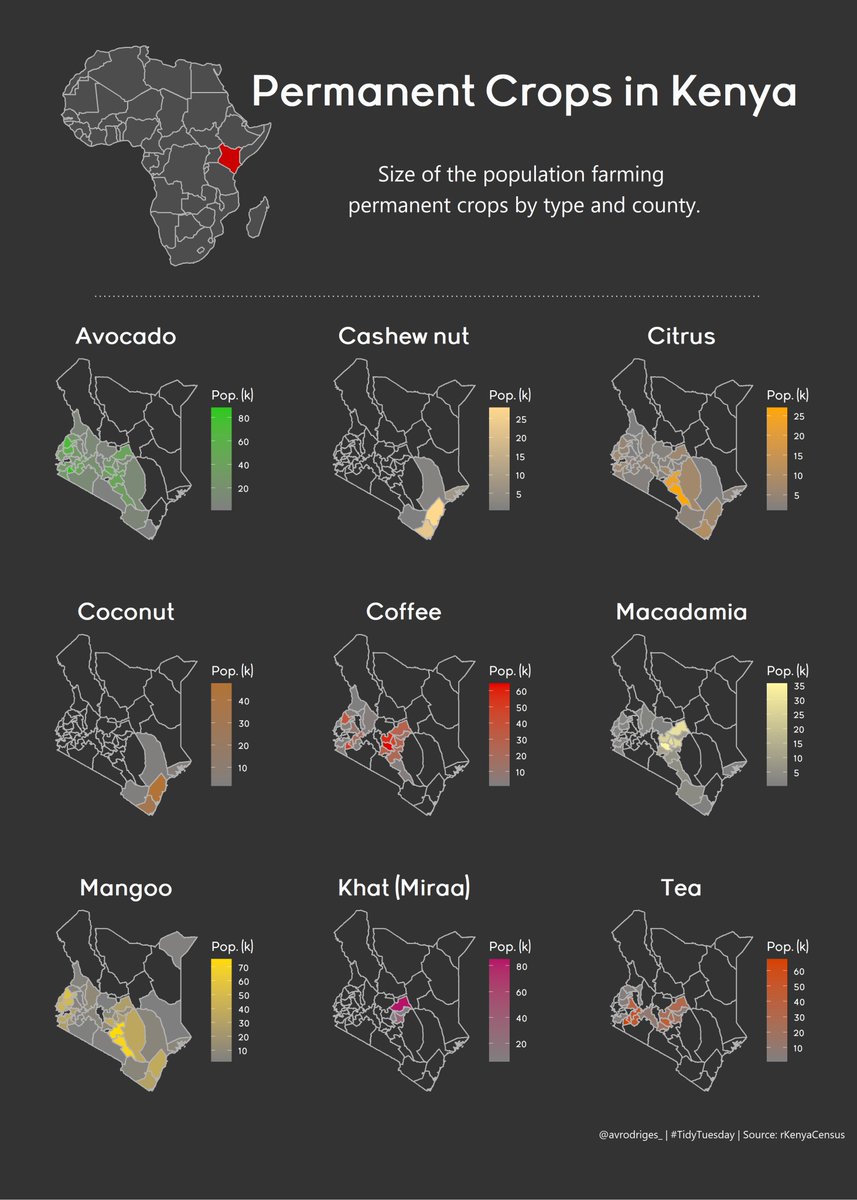 Permanent Crops in Kenya
Size of the population farming
permanent crops by type and county.
Avocado
Pop. (k)
80
60
40
20
Cashew nut
Pop. (k)
25
20
15
10
5
Citrus
Pop. (k)
25
20
15
10
5
Coconut
Pop. (k)
40
30
20
10
Coffee
Pop. (k)
60
50
40
30
20
10
Macadamia
Pop. (k)
35
30
25
20
15
10
5
Mangoo
Pop. (k)
70
60
50
40
30
20
10
Khat (Miraa)
Pop. (k)
80
60
40
20
Tea
Pop. (k)
60
50
40
30
20
10
@avrodriges_ | #TidyTuesday | Source: rKenyaCensus